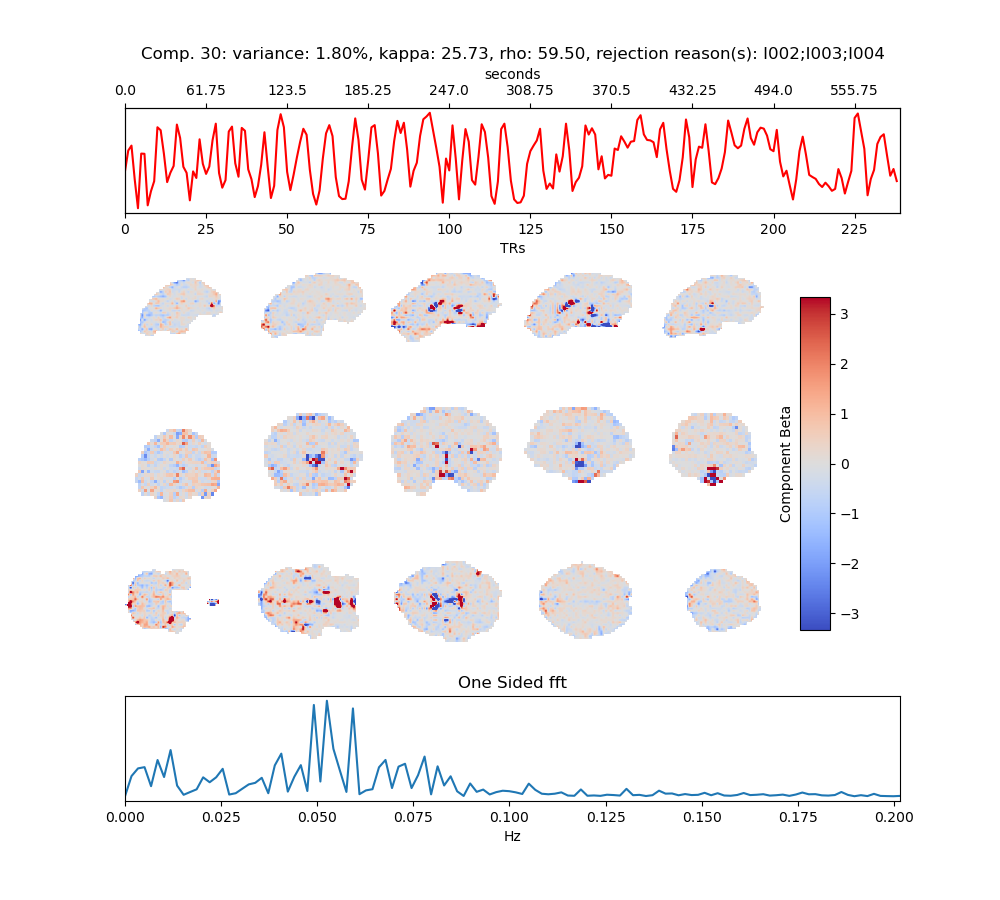 Comp. 30: variance: 1.80%, kappa: 25.73, rho: 59.50, rejection reason(s): I002;I003;I004
seconds
0.0 61.75 123.5 185.25 247.0 308.75 370.5 432.25 494.0 555.75
0 25 50 75 100 125 150 175 200 225
TRs
3
2
1
0
−1
−2
−3
Component Beta
One Sided fft
0.000 0.025 0.050 0.075 0.100 0.125 0.150 0.175 0.200
Hz